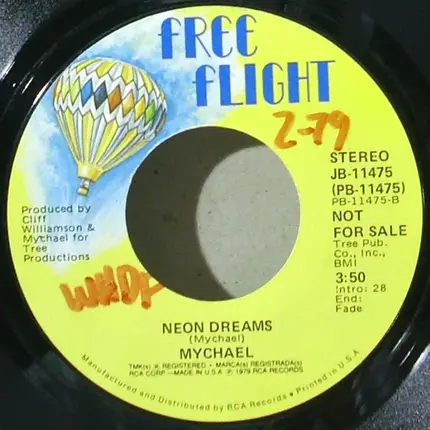 FREE
FLIGHT
2-79
STEREO
JB-11475
(PB-11475)
PB-11475-B
NOT
FOR SALE
Tree Pub.
Co., Inc.,
BMI
3:50
Intro: 28
End:
Fade
Produced by
Cliff
Williamson &
Mychael for
Tree
Productions
NEON DREAMS
(Mychael)
MYCHAEL
TMK(s) ® REGISTERED • MARCA(s) REGISTRADA(s)
RCA CORP—MADE IN U.S.A. ℗ 1979 RCA RECORDS
Manufactured and Distributed by RCA Records • Printed in U.S.A.